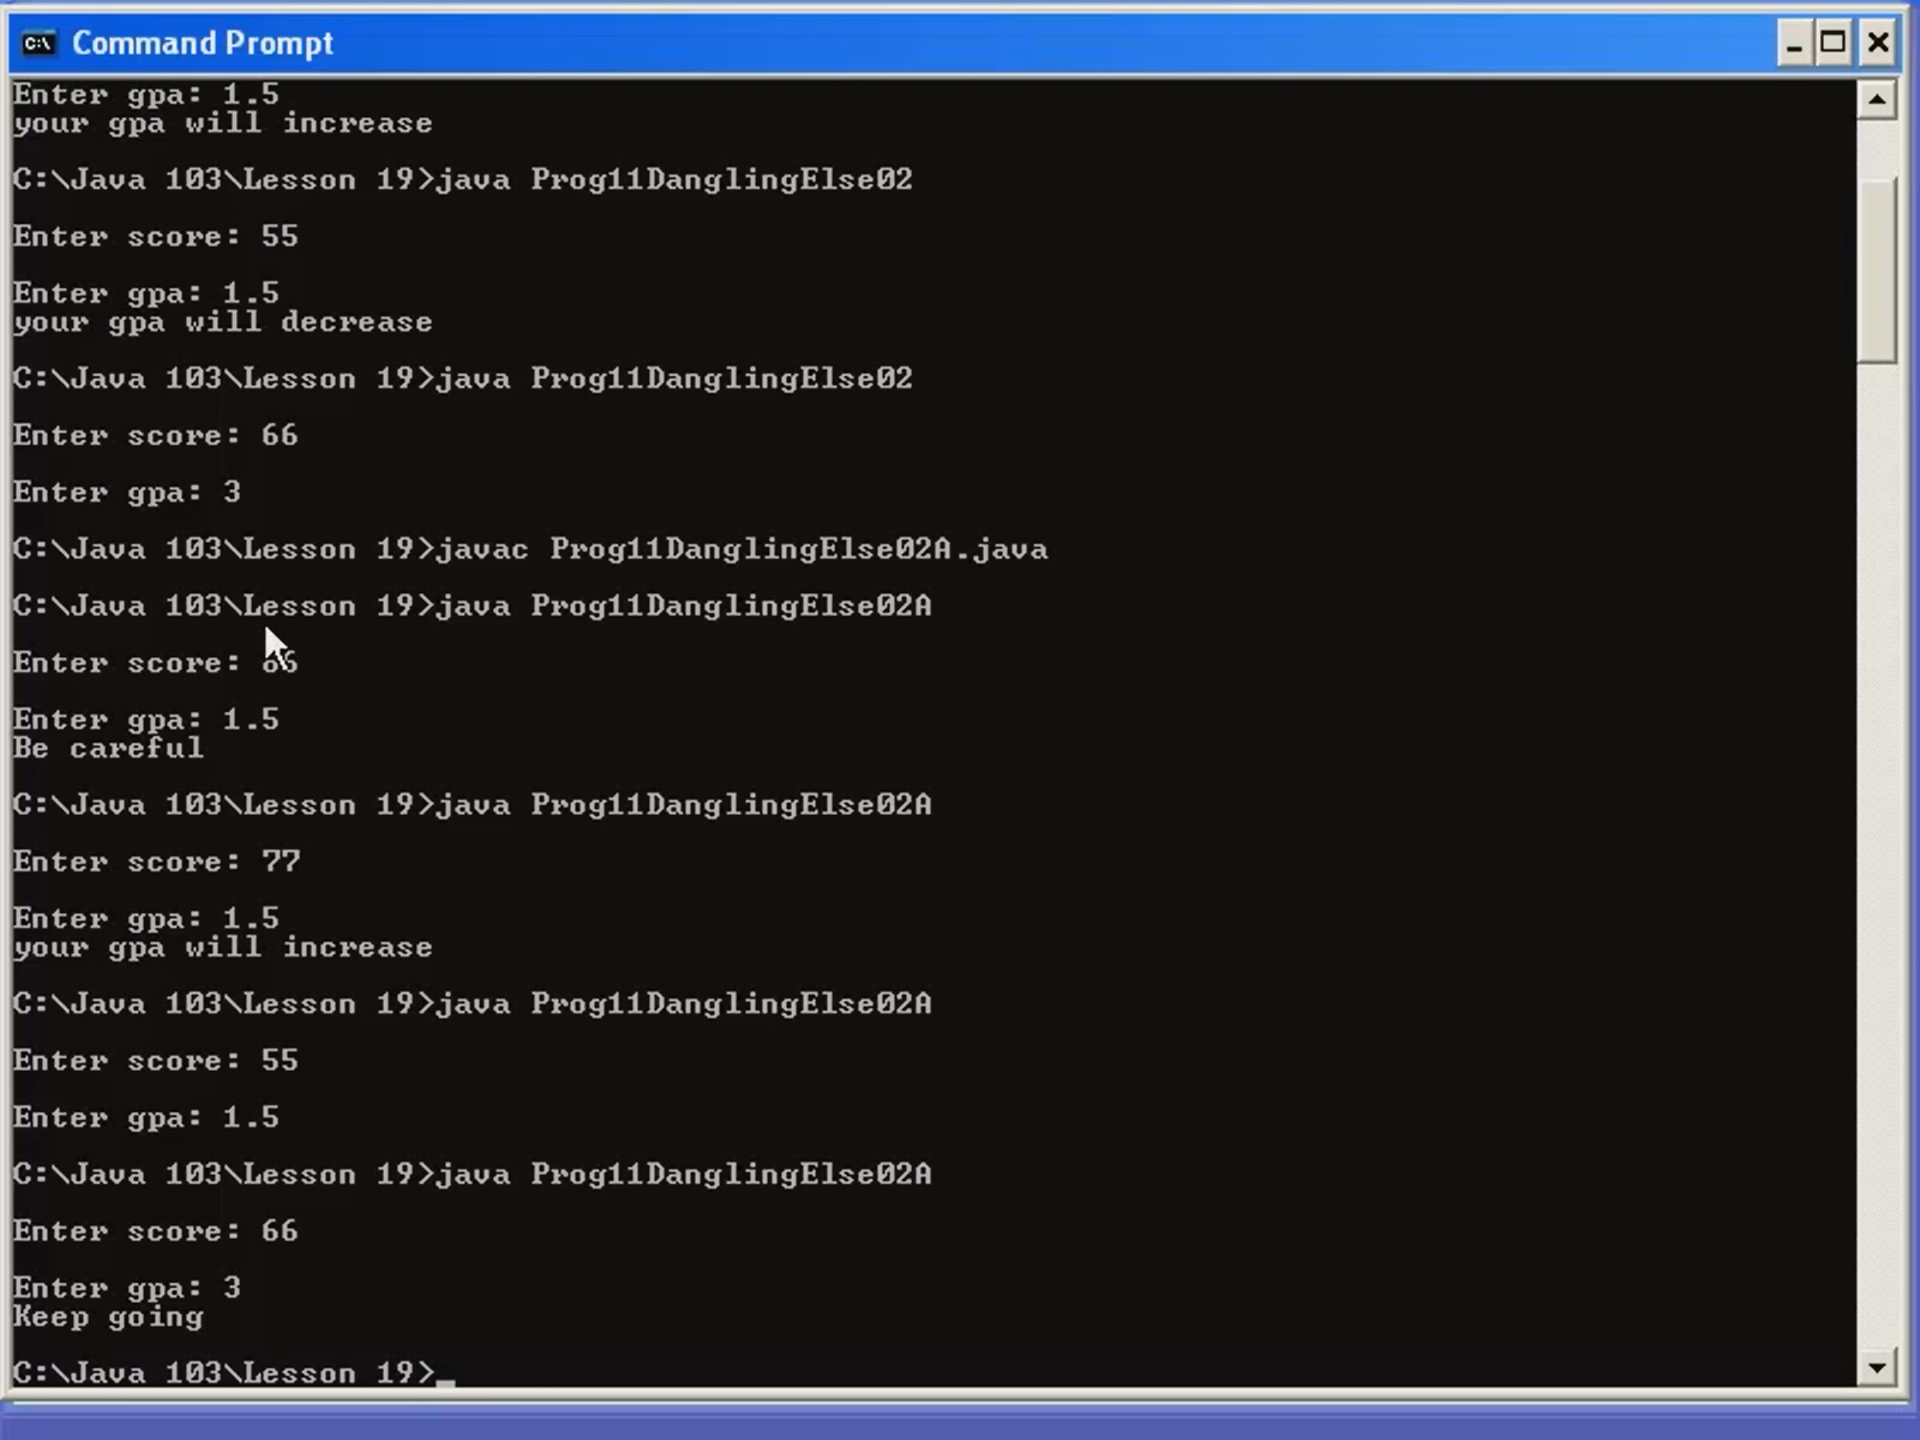 Command Prompt
Enter gpa: 1.5
your gpa will increase
C:\Java 103\Lesson 19>java Prog11DanglingElse02
Enter score: 55
Enter gpa: 1.5
your gpa will decrease
C:\Java 103\Lesson 19>java Prog11DanglingElse02
Enter score: 66
Enter gpa: 3
C:\Java 103\Lesson 19>javac Prog11DanglingElse02A.java
C:\Java 103\Lesson 19>java Prog11DanglingElse02A
Enter score:
Enter gpa: 1.5
Be careful
C:\Java 103\Lesson 19>java Prog11DanglingElse02A
Enter score: 77
Enter gpa: 1.5
your gpa will increase
C:\Java 103\Lesson 19>java Prog11DanglingElse02A
Enter score: 55
Enter gpa: 1.5
C:\Java 103\Lesson 19>java Prog11DanglingElse02A
Enter score: 66
Enter gpa: 3
Keep going
C:\Java 103\Lesson 19>_